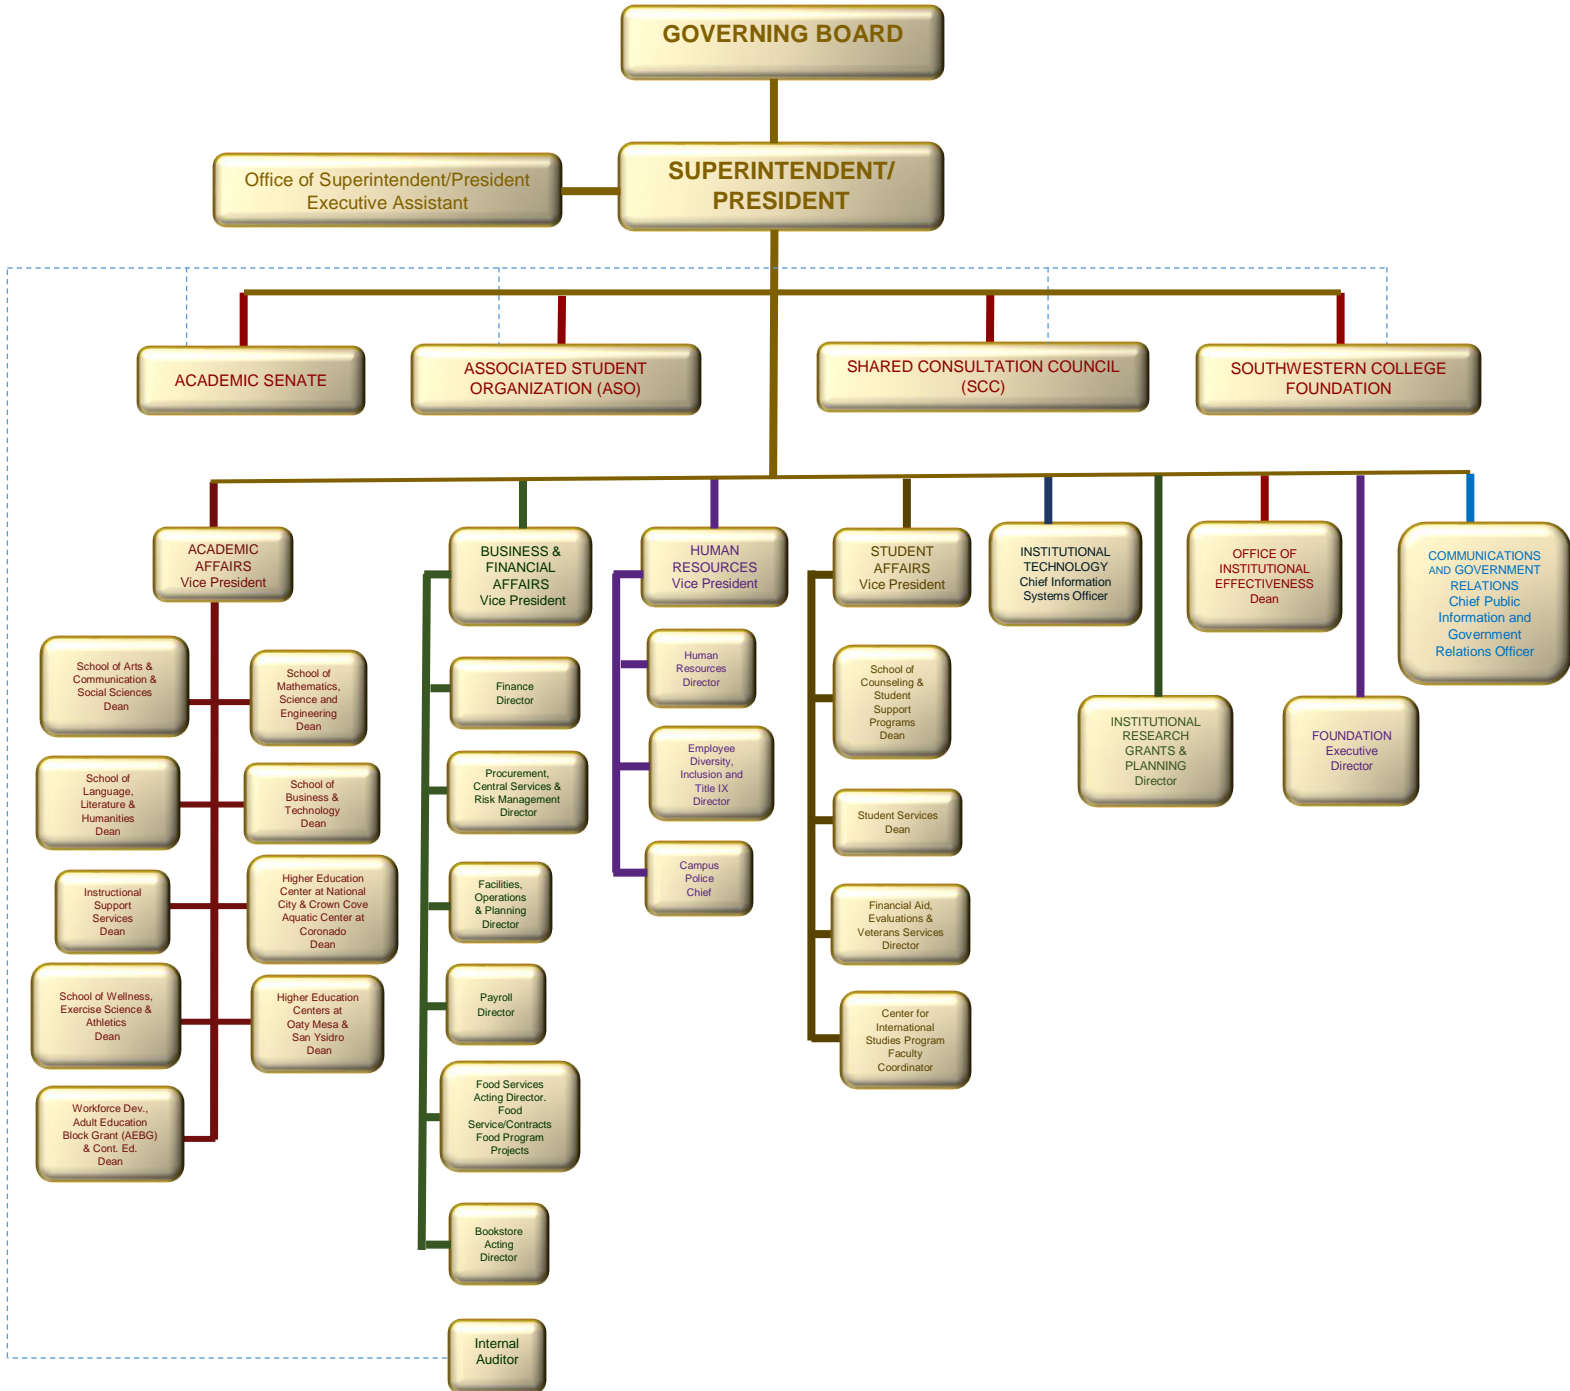 GOVERNING BOARD
SUPERINTENDENT/
PRESIDENT
Office of Superintendent/President
Executive Assistant
ACADEMIC SENATE
ASSOCIATED STUDENT
ORGANIZATION (ASO)
SHARED CONSULTATION COUNCIL
(SCC)
SOUTHWESTERN COLLEGE
FOUNDATION
ACADEMIC
AFFAIRS
Vice President
BUSINESS &
FINANCIAL
AFFAIRS
Vice President
HUMAN
RESOURCES
Vice President
STUDENT
AFFAIRS
Vice President
INSTITUTIONAL
TECHNOLOGY
Chief Information
Systems Officer
OFFICE OF
INSTITUTIONAL
EFFECTIVENESS
Dean
COMMUNICATIONS
AND GOVERNMENT
RELATIONS
Chief Public
Information and
Government
Relations Officer
INSTITUTIONAL
RESEARCH
GRANTS &
PLANNING
Director
FOUNDATION
Executive
Director
School of Arts &
Communication &
Social Sciences
Dean
School of
Mathematics,
Science and
Engineering
Dean
School of
Language,
Literature &
Humanities
Dean
School of
Business &
Technology
Dean
Instructional
Support
Services
Dean
Higher Education
Center at National
City & Crown Cove
Aquatic Center at
Coronado
Dean
School of Wellness,
Exercise Science &
Athletics
Dean
Higher Education
Centers at
Oaty Mesa &
San Ysidro
Dean
Workforce Dev.,
Adult Education
Block Grant (AEBG)
& Cont. Ed.
Dean
Finance
Director
Procurement,
Central Services &
Risk Management
Director
Facilities,
Operations
& Planning
Director
Payroll
Director
Food Services
Acting Director.
Food
Service/Contracts
Food Program
Projects
Bookstore
Acting
Director
Internal
Auditor
Human
Resources
Director
Employee
Diversity,
Inclusion and
Title IX
Director
Campus
Police
Chief
School of
Counseling &
Student
Support
Programs
Dean
Student Services
Dean
Financial Aid,
Evaluations &
Veterans Services
Director
Center for
International
Studies Program
Faculty
Coordinator